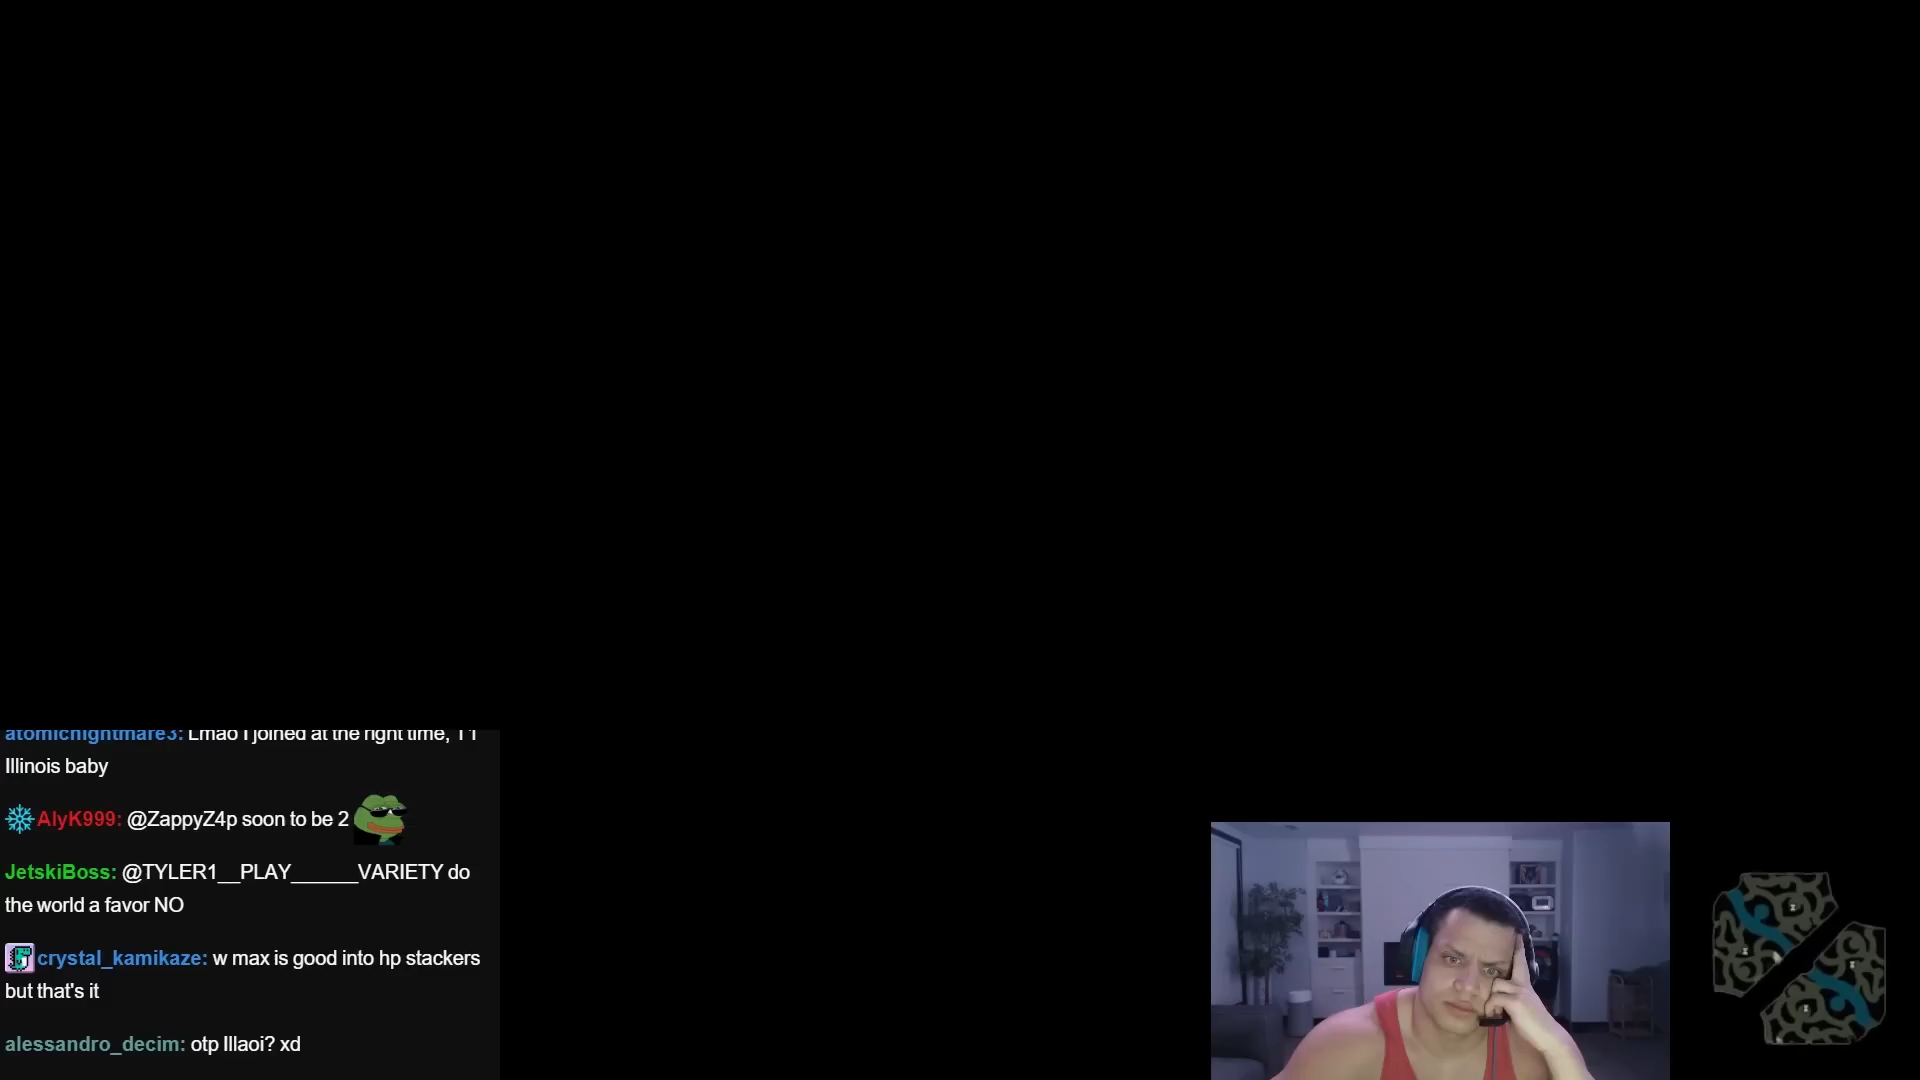 atomicnightmare3: Lmao I joined at the right time, T1
Illinois baby
AlyK999: @ZappyZ4p soon to be 2
JetskiBoss: @TYLER1__PLAY______VARIETY do
the world a favor NO
crystal_kamikaze: w max is good into hp stackers
but that's it
alessandro_decim: otp Illaoi? xd